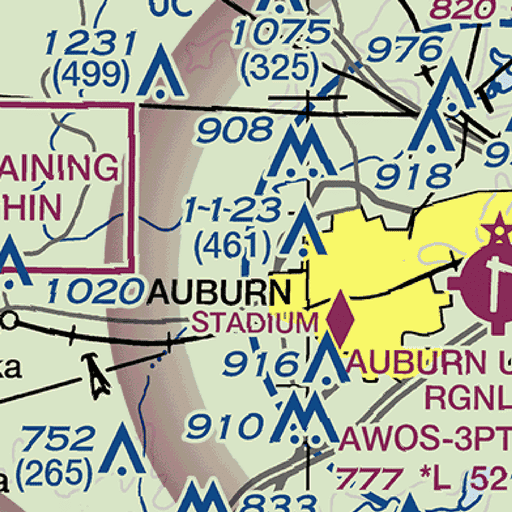 UC
820
1231
(499)
1075
(325)
976
908
AINING
HIN
918
1-1-23
(461)
1020
AUBURN
STADIUM
ka
916
AUBURN U
RGNL
910
AWOS-3PT
752
(265)
777 *L 52
a
833